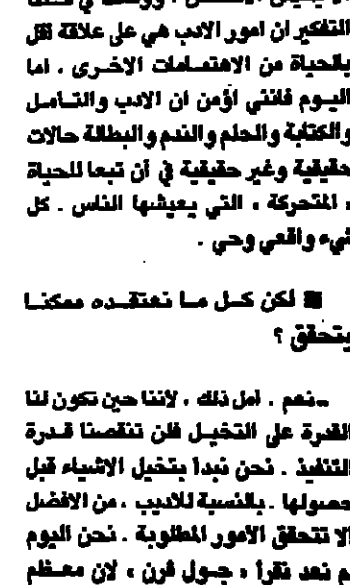 التفكير ان امور الادب هي على علاقة اقل
بالحياة من الاهتمامات الاخرى . اما
اليوم فانني اؤمن ان الادب والتامل
والكتابة والحلم والندم والبطالة حالات
حقيقية وغير حقيقية في آن تبعا للحياة
، المتحركة ، التي يعيشها الناس . كل
شيء واقعي وحي .
لكن كل ما نعتقده ممكنا
يتحقق ؟
ـ نعم . امل ذلك ، لاننا حين تكون لنا
القدرة على التخيل فلن تنقصنا قدرة
التنفيذ . نحن نبدأ بتخيل الاشياء قبل
حصولها . بالنسبة للاديب . من الافضل
الا تتحقق الامور المطلوبة . نحن اليوم
لم نعد نقرأ « جول فرن » لان معظم